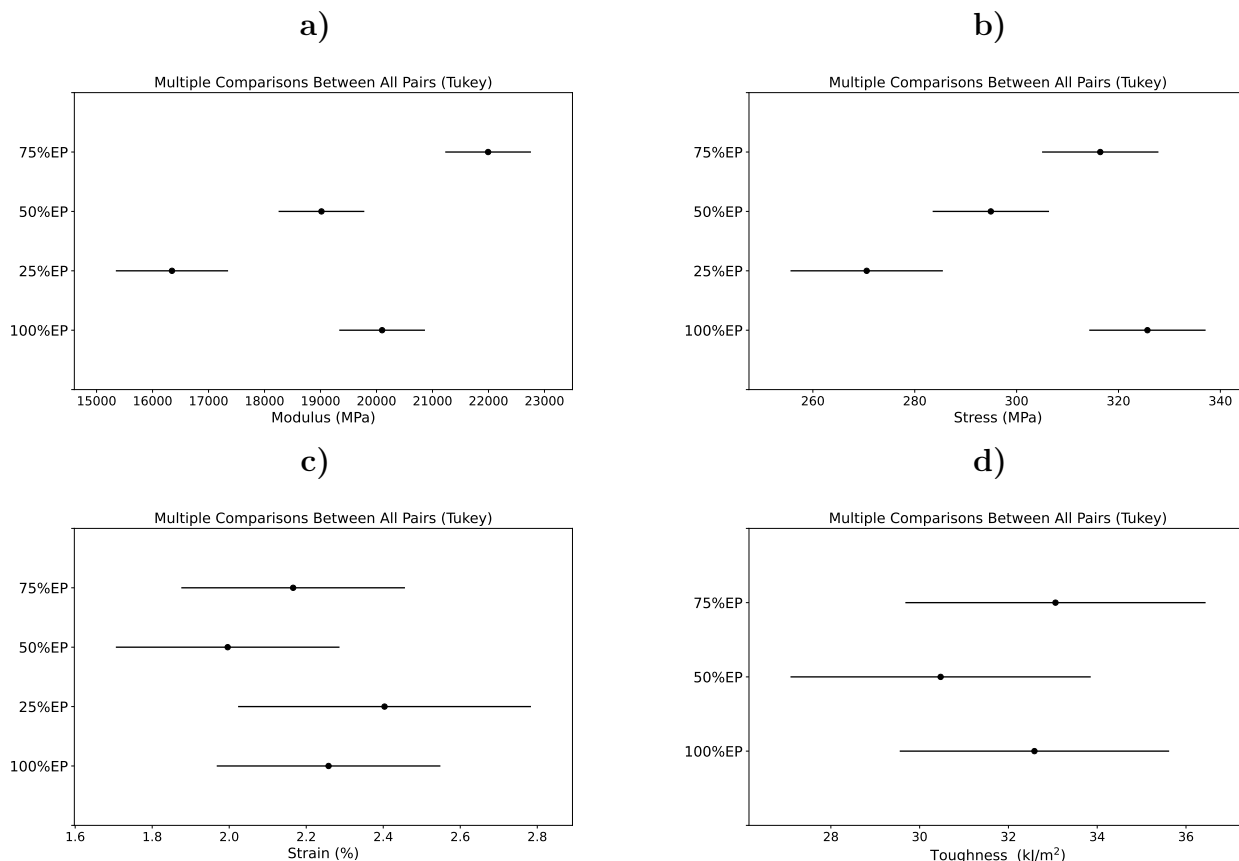 a)
Multiple Comparisons Between All Pairs (Tukey)
75%EP
50%EP
25%EP
100%EP
15000 16000 17000 18000 19000 20000 21000 22000 23000
Modulus (MPa)
b)
Multiple Comparisons Between All Pairs (Tukey)
75%EP
50%EP
25%EP
100%EP
260 280 300 320 340
Stress (MPa)
c)
Multiple Comparisons Between All Pairs (Tukey)
75%EP
50%EP
25%EP
100%EP
1.6 1.8 2.0 2.2 2.4 2.6 2.8
Strain (%)
d)
Multiple Comparisons Between All Pairs (Tukey)
75%EP
50%EP
100%EP
28 30 32 34 36
Toughness (kJ/m²)